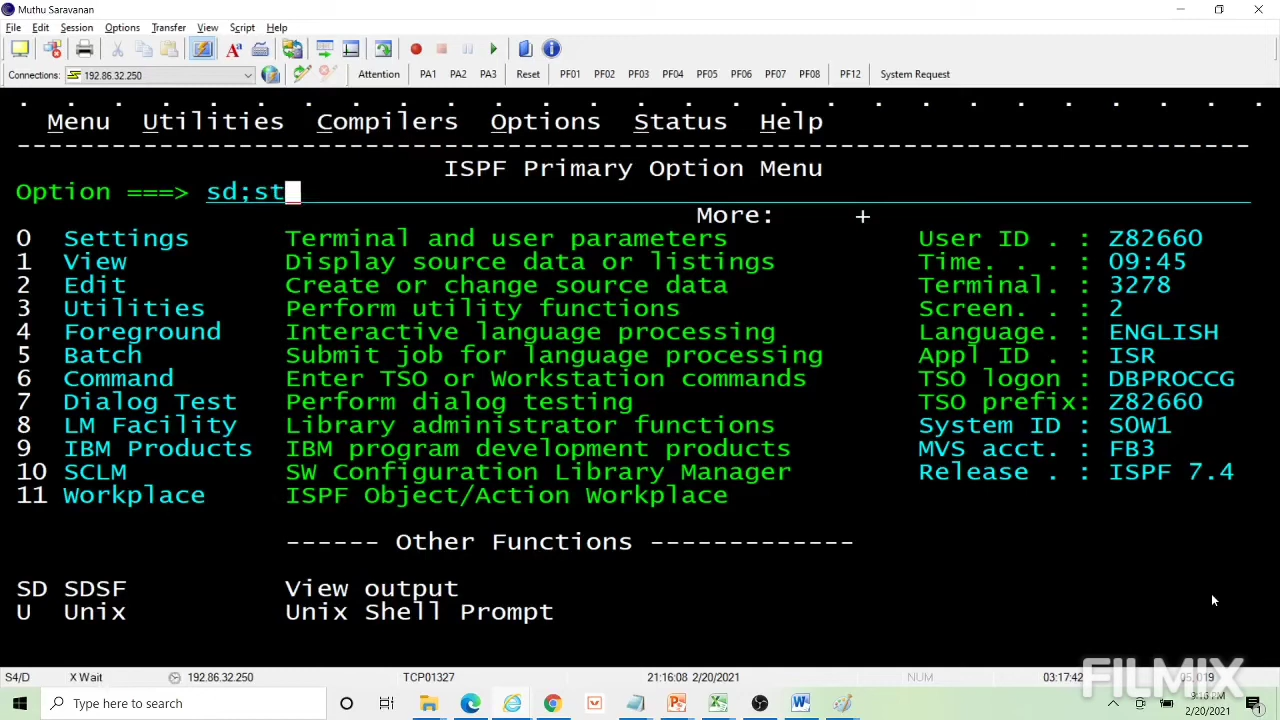 Muthu Saravanan
File Edit Session Options Transfer View Script Help
Connections: 192.86.32.250 Attention PA1 PA2 PA3 Reset PF01 PF02 PF03 PF04 PF05 PF06 PF07 PF08 PF12 System Request
Menu Utilities Compilers Options Status Help
ISPF Primary Option Menu
Option ===> sd;st
More: +
0 Settings Terminal and user parameters User ID . : Z82660
1 View Display source data or listings Time. . . : 09:45
2 Edit Create or change source data Terminal. : 3278
3 Utilities Perform utility functions Screen. . : 2
4 Foreground Interactive language processing Language. : ENGLISH
5 Batch Submit job for language processing Appl ID . : ISR
6 Command Enter TSO or Workstation commands TSO logon : DBPROCCG
7 Dialog Test Perform dialog testing TSO prefix: Z82660
8 LM Facility Library administrator functions System ID : S0W1
9 IBM Products IBM program development products MVS acct. : FB3
10 SCLM SW Configuration Library Manager Release . : ISPF 7.4
11 Workplace ISPF Object/Action Workplace
------ Other Functions -------------
SD SDSF View output
U Unix Unix Shell Prompt
S4/D X Wait 192.86.32.250 TCP01327 21:16:08 2/20/2021 NUM 03:17:42 05,019
FILMIX
Type here to search
9:16 PM
2/20/2021